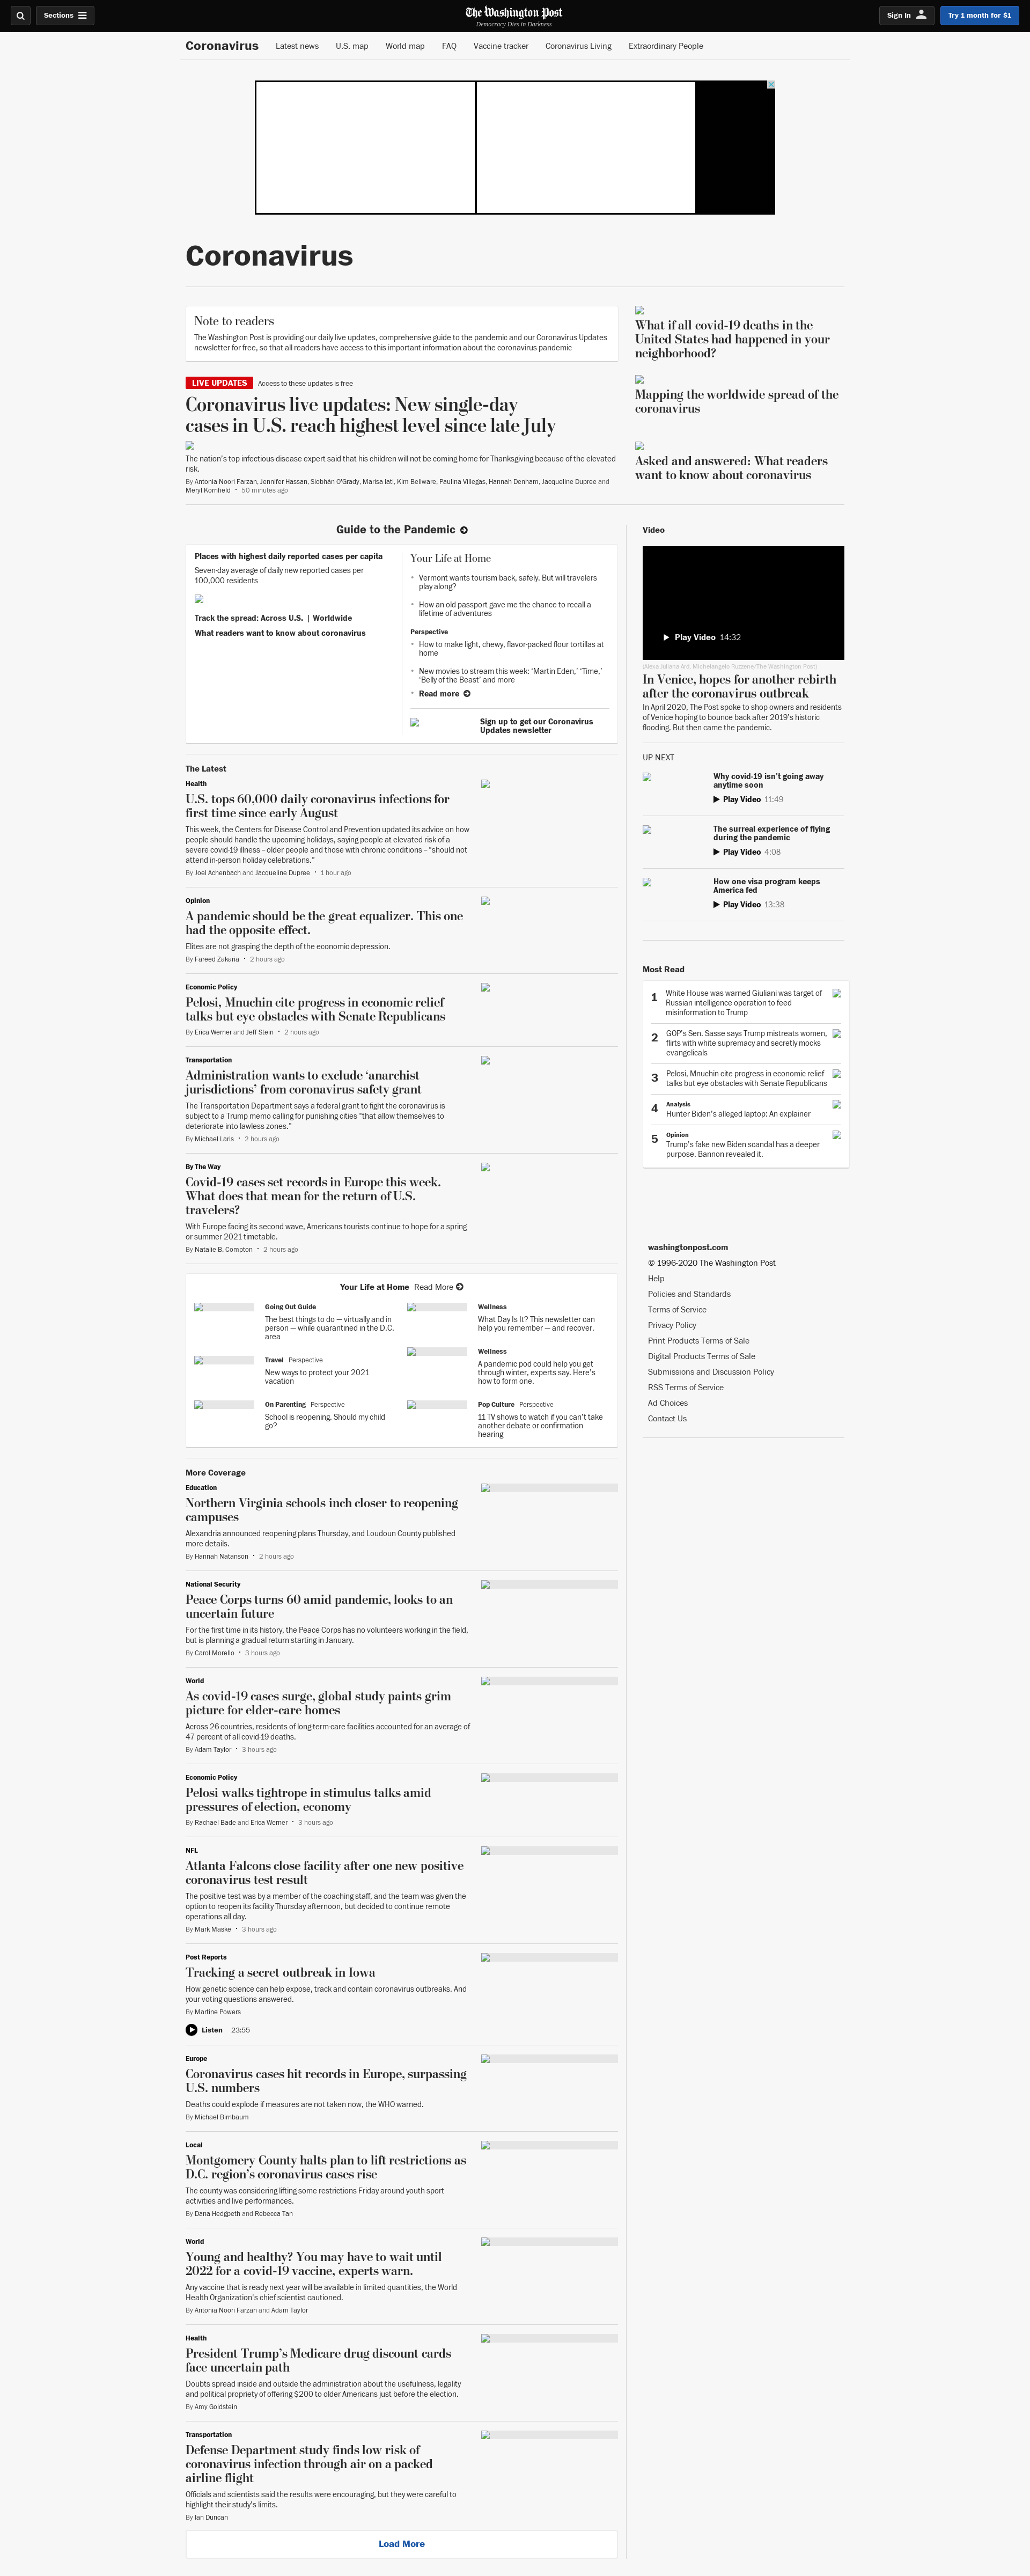 Sections
The Washington Post
Democracy Dies in Darkness
Sign In
Try 1 month for $1
Coronavirus
Latest news
U.S. map
World map
FAQ
Vaccine tracker
Coronavirus Living
Extraordinary People
Coronavirus
Note to readers
The Washington Post is providing our daily live updates, comprehensive guide to the pandemic and our Coronavirus Updates
newsletter for free, so that all readers have access to this important information about the coronavirus pandemic
LIVE UPDATES Access to these updates is free
Coronavirus live updates: New single-day
cases in U.S. reach highest level since late July
The nation's top infectious-disease expert said that his children will not be coming home for Thanksgiving because of the elevated
risk.
By Antonia Noori Farzan, Jennifer Hassan, Siobhán O'Grady, Marisa Iati, Kim Bellware, Paulina Villegas, Hannah Denham, Jacqueline Dupree and
Meryl Kornfield • 50 minutes ago
What if all covid-19 deaths in the
United States had happened in your
neighborhood?
Mapping the worldwide spread of the
coronavirus
Asked and answered: What readers
want to know about coronavirus
Guide to the Pandemic
Places with highest daily reported cases per capita
Seven-day average of daily new reported cases per
100,000 residents
Track the spread: Across U.S. | Worldwide
What readers want to know about coronavirus
Your Life at Home
Vermont wants tourism back, safely. But will travelers
play along?
How an old passport gave me the chance to recall a
lifetime of adventures
Perspective
How to make light, chewy, flavor-packed flour tortillas at
home
New movies to stream this week: 'Martin Eden,' 'Time,'
'Belly of the Beast' and more
Read more
Sign up to get our Coronavirus
Updates newsletter
The Latest
Health
U.S. tops 60,000 daily coronavirus infections for
first time since early August
This week, the Centers for Disease Control and Prevention updated its advice on how
people should handle the upcoming holidays, saying people at elevated risk of a
severe covid-19 illness – older people and those with chronic conditions – "should not
attend in-person holiday celebrations."
By Joel Achenbach and Jacqueline Dupree • 1 hour ago
Opinion
A pandemic should be the great equalizer. This one
had the opposite effect.
Elites are not grasping the depth of the economic depression.
By Fareed Zakaria • 2 hours ago
Economic Policy
Pelosi, Mnuchin cite progress in economic relief
talks but eye obstacles with Senate Republicans
By Erica Werner and Jeff Stein • 2 hours ago
Transportation
Administration wants to exclude 'anarchist
jurisdictions' from coronavirus safety grant
The Transportation Department says a federal grant to fight the coronavirus is
subject to a Trump memo calling for punishing cities "that allow themselves to
deteriorate into lawless zones."
By Michael Laris • 2 hours ago
By The Way
Covid-19 cases set records in Europe this week.
What does that mean for the return of U.S.
travelers?
With Europe facing its second wave, Americans tourists continue to hope for a spring
or summer 2021 timetable.
By Natalie B. Compton • 2 hours ago
Your Life at Home Read More
Going Out Guide
The best things to do — virtually and in
person — while quarantined in the D.C.
area
Travel Perspective
New ways to protect your 2021
vacation
On Parenting Perspective
School is reopening. Should my child
go?
Wellness
What Day Is It? This newsletter can
help you remember — and recover.
Wellness
A pandemic pod could help you get
through winter, experts say. Here's
how to form one.
Pop Culture Perspective
11 TV shows to watch if you can't take
another debate or confirmation
hearing
More Coverage
Education
Northern Virginia schools inch closer to reopening
campuses
Alexandria announced reopening plans Thursday, and Loudoun County published
more details.
By Hannah Natanson • 2 hours ago
National Security
Peace Corps turns 60 amid pandemic, looks to an
uncertain future
For the first time in its history, the Peace Corps has no volunteers working in the field,
but is planning a gradual return starting in January.
By Carol Morello • 3 hours ago
World
As covid-19 cases surge, global study paints grim
picture for elder-care homes
Across 26 countries, residents of long-term-care facilities accounted for an average of
47 percent of all covid-19 deaths.
By Adam Taylor • 3 hours ago
Economic Policy
Pelosi walks tightrope in stimulus talks amid
pressures of election, economy
By Rachael Bade and Erica Werner • 3 hours ago
NFL
Atlanta Falcons close facility after one new positive
coronavirus test result
The positive test was by a member of the coaching staff, and the team was given the
option to reopen its facility Thursday afternoon, but decided to continue remote
operations all day.
By Mark Maske • 3 hours ago
Post Reports
Tracking a secret outbreak in Iowa
How genetic science can help expose, track and contain coronavirus outbreaks. And
your voting questions answered.
By Martine Powers
Listen 23:55
Europe
Coronavirus cases hit records in Europe, surpassing
U.S. numbers
Deaths could explode if measures are not taken now, the WHO warned.
By Michael Birnbaum
Local
Montgomery County halts plan to lift restrictions as
D.C. region's coronavirus cases rise
The county was considering lifting some restrictions Friday around youth sport
activities and live performances.
By Dana Hedgpeth and Rebecca Tan
World
Young and healthy? You may have to wait until
2022 for a covid-19 vaccine, experts warn.
Any vaccine that is ready next year will be available in limited quantities, the World
Health Organization's chief scientist cautioned.
By Antonia Noori Farzan and Adam Taylor
Health
President Trump's Medicare drug discount cards
face uncertain path
Doubts spread inside and outside the administration about the usefulness, legality
and political propriety of offering $200 to older Americans just before the election.
By Amy Goldstein
Transportation
Defense Department study finds low risk of
coronavirus infection through air on a packed
airline flight
Officials and scientists said the results were encouraging, but they were careful to
highlight their study's limits.
By Ian Duncan
Load More
Video
Play Video 14:32
(Alexa Juliana Ard, Michelangelo Ruzzene/The Washington Post)
In Venice, hopes for another rebirth
after the coronavirus outbreak
In April 2020, The Post spoke to shop owners and residents
of Venice hoping to bounce back after 2019's historic
flooding. But then came the pandemic.
UP NEXT
Why covid-19 isn't going away
anytime soon
Play Video 11:49
The surreal experience of flying
during the pandemic
Play Video 4:08
How one visa program keeps
America fed
Play Video 13:38
Most Read
1 White House was warned Giuliani was target of
Russian intelligence operation to feed
misinformation to Trump
2 GOP's Sen. Sasse says Trump mistreats women,
flirts with white supremacy and secretly mocks
evangelicals
3 Pelosi, Mnuchin cite progress in economic relief
talks but eye obstacles with Senate Republicans
4 Analysis
Hunter Biden's alleged laptop: An explainer
5 Opinion
Trump's fake new Biden scandal has a deeper
purpose. Bannon revealed it.
washingtonpost.com
© 1996-2020 The Washington Post
Help
Policies and Standards
Terms of Service
Privacy Policy
Print Products Terms of Sale
Digital Products Terms of Sale
Submissions and Discussion Policy
RSS Terms of Service
Ad Choices
Contact Us